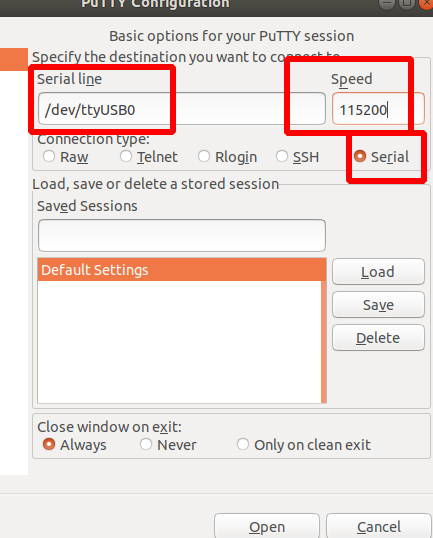 PuTTY Configuration
Basic options for your PuTTY session
Specify the destination you want to connect to
Serial line
Speed
/dev/ttyUSB0
115200
Connection type:
Raw
Telnet
Rlogin
SSH
Serial
Load, save or delete a stored session
Saved Sessions
Default Settings
Load
Save
Delete
Close window on exit:
Always
Never
Only on clean exit
Open
Cancel